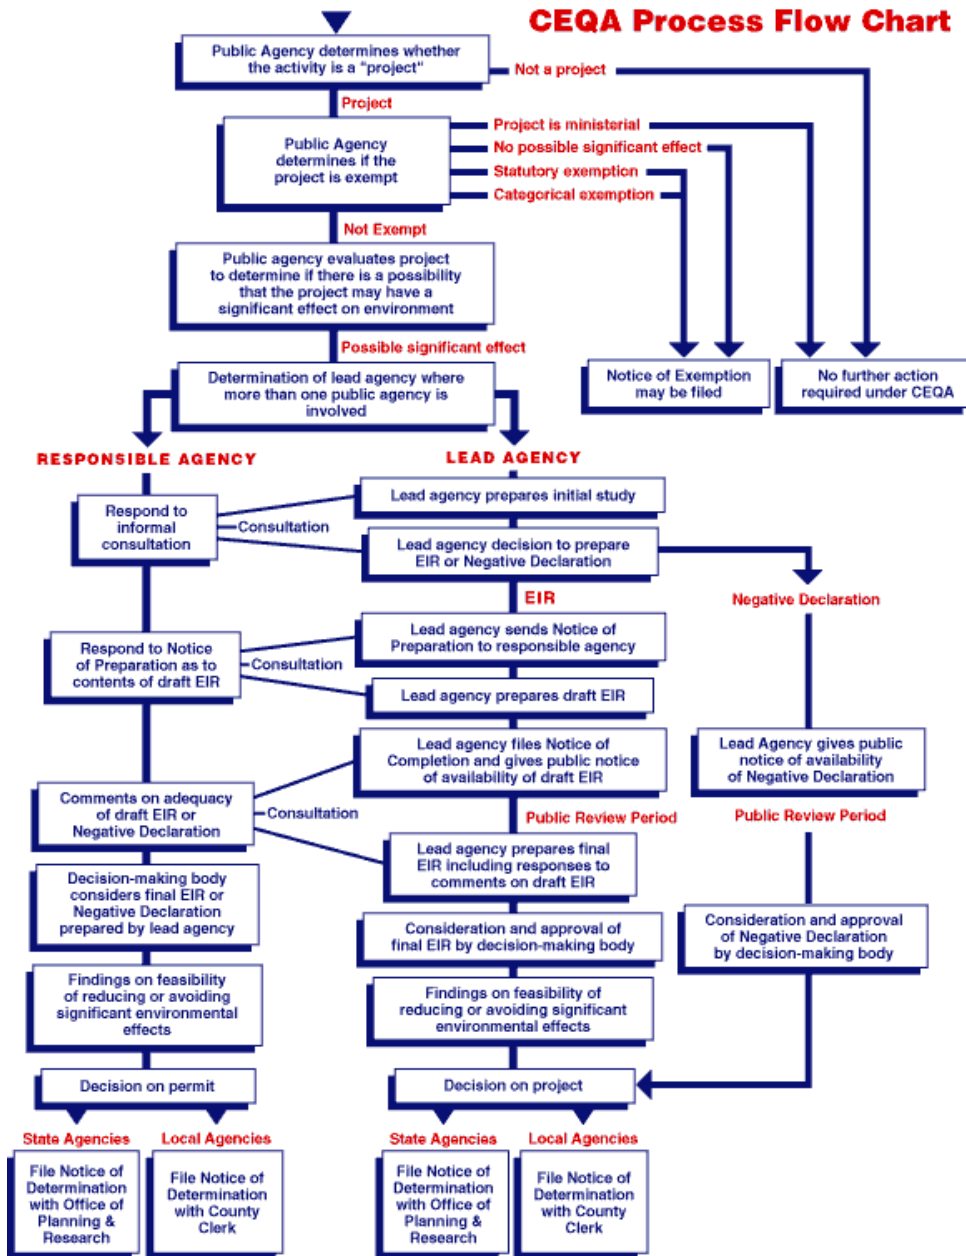 CEQA Process Flow Chart
Public Agency determines whether
the activity is a "project"
Not a project
Project
Public Agency
determines if the
project is exempt
Project is ministerial
No possible significant effect
Statutory exemption
Categorical exemption
Not Exempt
Public agency evaluates project
to determine if there is a possibility
that the project may have a
significant effect on environment
Possible significant effect
Determination of lead agency where
more than one public agency is
involved
Notice of Exemption
may be filed
No further action
required under CEQA
RESPONSIBLE AGENCY
LEAD AGENCY
Respond to
informal
consultation
Consultation
Lead agency prepares initial study
Lead agency decision to prepare
EIR or Negative Declaration
EIR
Negative Declaration
Respond to Notice
of Preparation as to
contents of draft EIR
Consultation
Lead agency sends Notice of
Preparation to responsible agency
Lead agency prepares draft EIR
Lead agency files Notice of
Completion and gives public notice
of availability of draft EIR
Lead Agency gives public
notice of availability
of Negative Declaration
Comments on adequacy
of draft EIR or
Negative Declaration
Consultation
Public Review Period
Public Review Period
Lead agency prepares final
EIR including responses to
comments on draft EIR
Decision-making body
considers final EIR or
Negative Declaration
prepared by lead agency
Consideration and approval of
final EIR by decision-making body
Consideration and approval
of Negative Declaration
by decision-making body
Findings on feasibility
of reducing or avoiding
significant environmental
effects
Findings on feasibility of
reducing or avoiding significant
environmental effects
Decision on permit
Decision on project
State Agencies
Local Agencies
State Agencies
Local Agencies
File Notice of
Determination
with Office of
Planning &
Research
File Notice of
Determination
with County
Clerk
File Notice of
Determination
with Office of
Planning &
Research
File Notice of
Determination
with County
Clerk